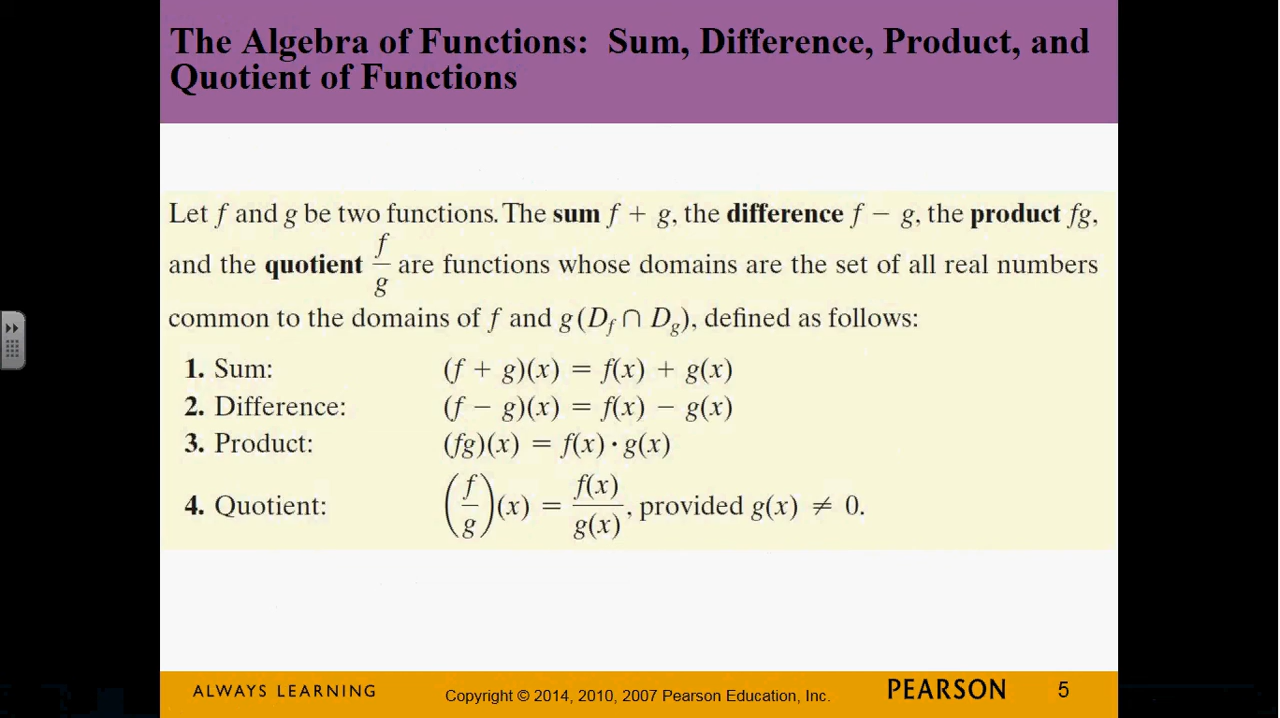 The Algebra of Functions: Sum, Difference, Product, and
Quotient of Functions
Let f and g be two functions. The sum f + g, the difference f − g, the product fg,
and the quotient f/g are functions whose domains are the set of all real numbers
common to the domains of f and g (D_f ∩ D_g), defined as follows:
1. Sum: (f + g)(x) = f(x) + g(x)
2. Difference: (f − g)(x) = f(x) − g(x)
3. Product: (fg)(x) = f(x) · g(x)
4. Quotient: (f/g)(x) = f(x)/g(x), provided g(x) ≠ 0.
ALWAYS LEARNING Copyright © 2014, 2010, 2007 Pearson Education, Inc. PEARSON 5